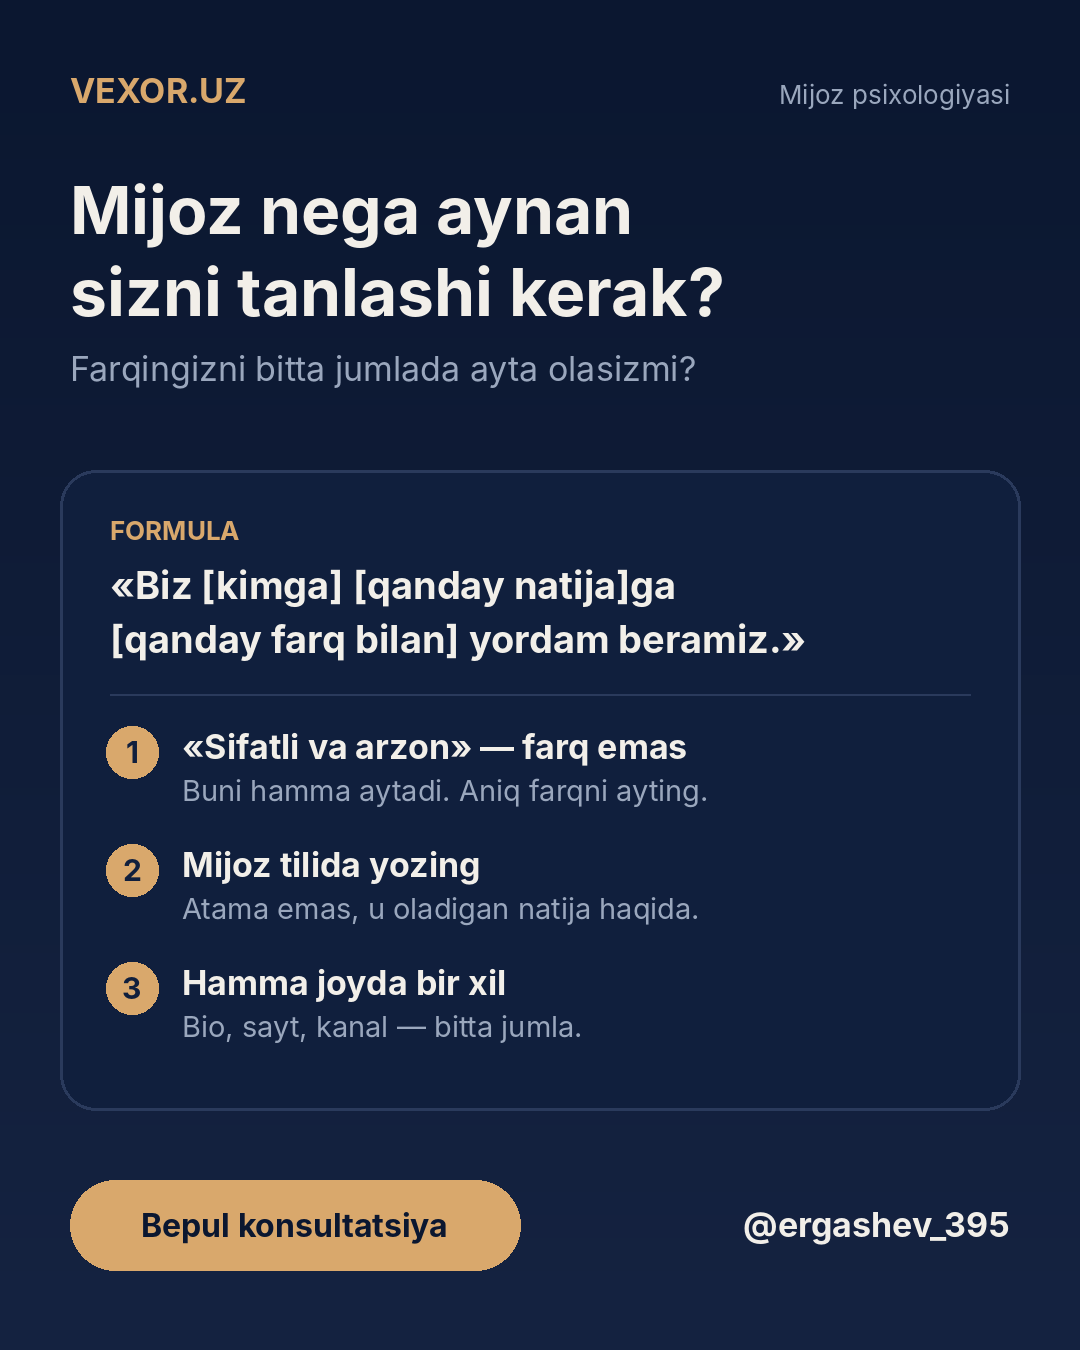 VEXOR.UZ
Mijoz psixologiyasi
Mijoz nega aynan
sizni tanlashi kerak?
Farqingizni bitta jumlada ayta olasizmi?
FORMULA
«Biz [kimga] [qanday natija]ga
[qanday farq bilan] yordam beramiz.»
1 «Sifatli va arzon» — farq emas
Buni hamma aytadi. Aniq farqni ayting.
2 Mijoz tilida yozing
Atama emas, u oladigan natija haqida.
3 Hamma joyda bir xil
Bio, sayt, kanal — bitta jumla.
Bepul konsultatsiya
@ergashev_395